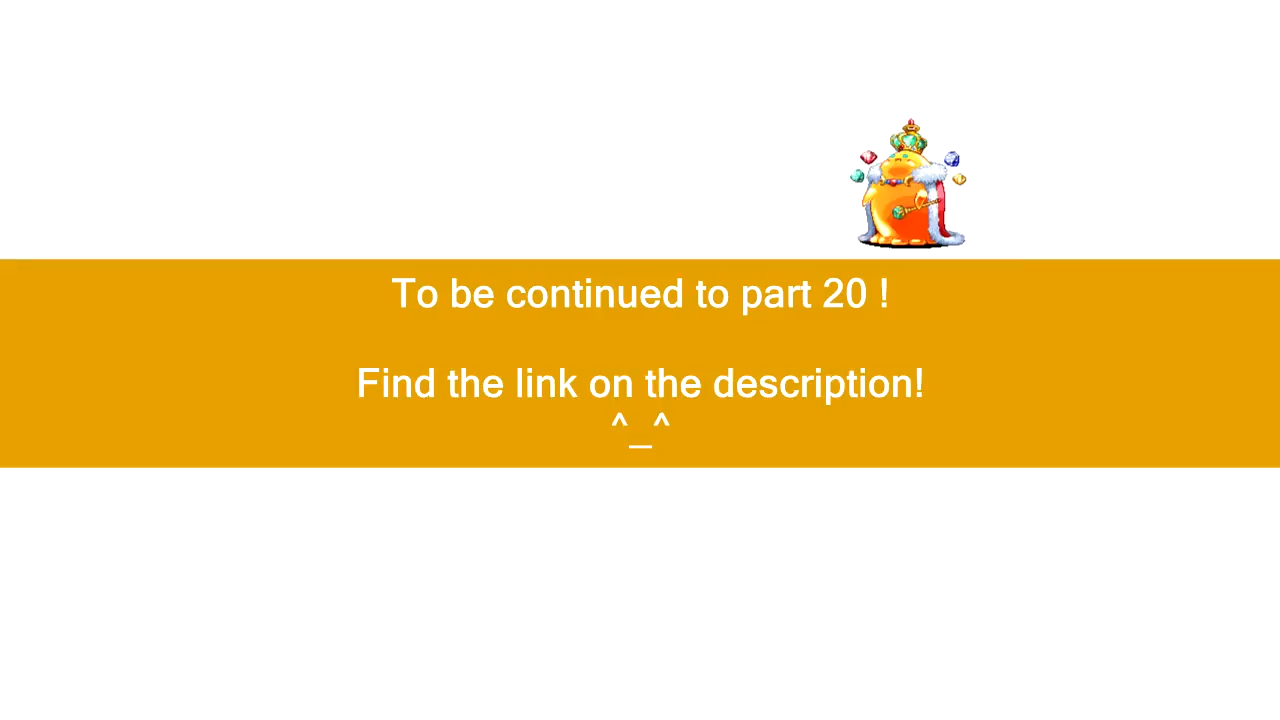 To be continued to part 20 !
Find the link on the description!
^_^